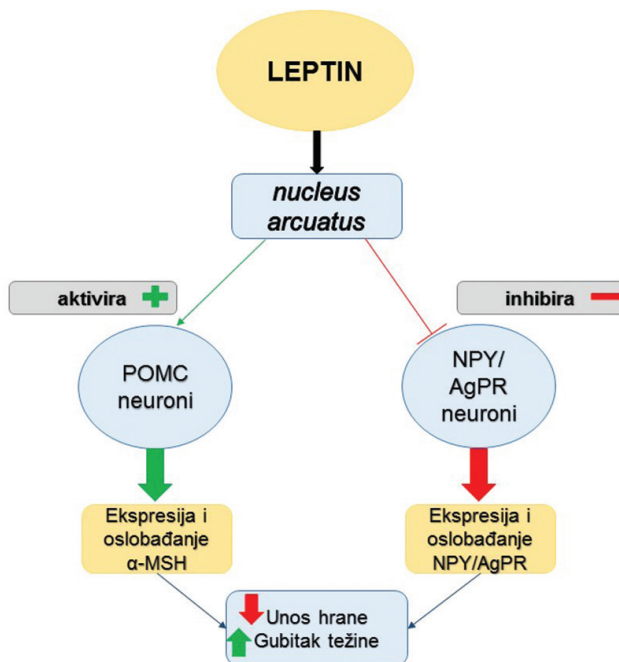 LEPTIN
nucleus
arcuatus
aktivira
inhibira
POMC
neuroni
NPY/
AgPR
neuroni
Ekspresija i
oslobađanje
α-MSH
Ekspresija i
oslobađanje
NPY/AgPR
Unos hrane
Gubitak težine